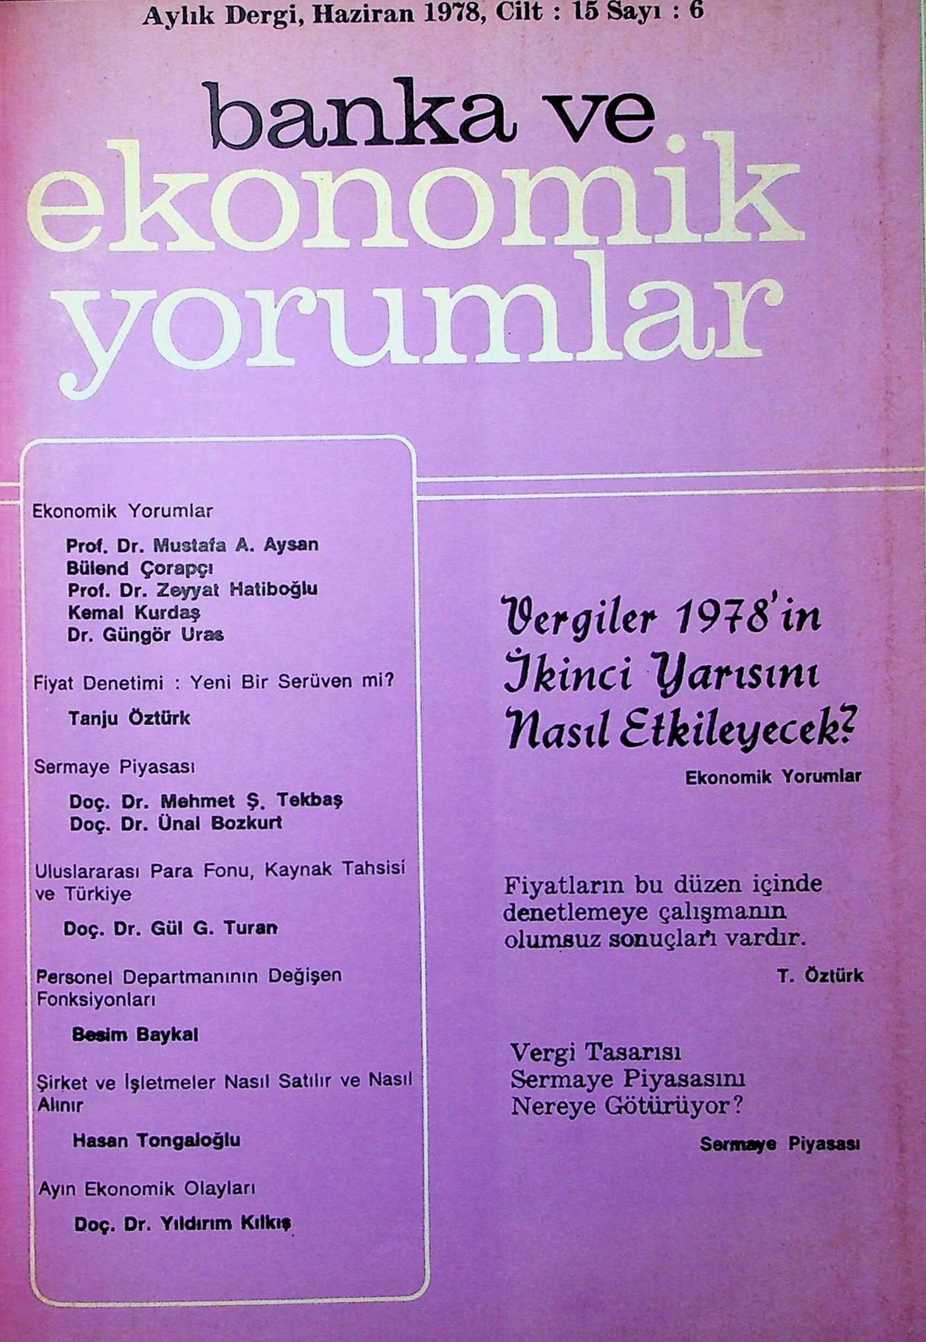 Aylık Dergi, Haziran 1978, Cilt : 15 Sayı : 6
banka ve
ekonomik
yorumlar
Ekonomik Yorumlar
Prof. Dr. Mustafa A. Aysan
Bülend Çorapçı
Prof. Dr. Zeyyat Hatiboğlu
Kemal Kurdaş
Dr. Güngör Uras
Fiyat Denetimi : Yeni Bir Serüven mi?
Tanju Öztürk
Sermaye Piyasası
Doç. Dr. Mehmet Ş. Tekbaş
Doç. Dr. Ünal Bozkurt
Uluslararası Para Fonu, Kaynak Tahsisi
ve Türkiye
Doç. Dr. Gül G. Turan
Personel Departmanının Değişen
Fonksiyonları
Besim Baykal
Şirket ve İşletmeler Nasıl Satılır ve Nasıl
Alınır
Hasan Tongaloğlu
Ayın Ekonomik Olayları
Doç. Dr. Yıldırım Kılkış
Vergiler 1978'in
İkinci Yarısını
Nasıl Etkileyecek?
Ekonomik Yorumlar
Fiyatların bu düzen içinde
denetlemeye çalışmanın
olumsuz sonuçları vardır.
T. Öztürk
Vergi Tasarısı
Sermaye Piyasasını
Nereye Götürüyor?
Sermaye Piyasası